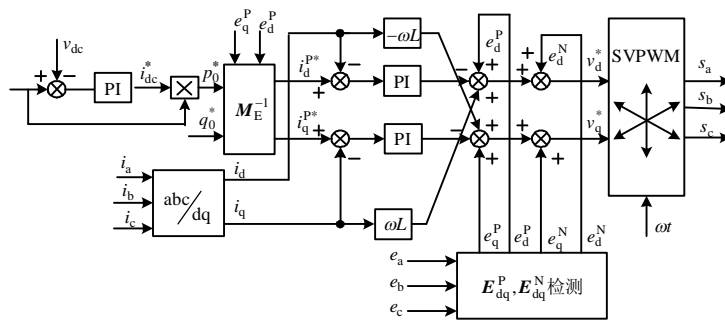 e_q^P e_d^P
v_dc
i_dc^*
p_0^*
q_0^*
PI
M_E^{-1}
i_d^{P*}
i_q^{P*}
-ωL
PI
PI
ωL
i_a
i_b
i_c
abc/dq
i_d
i_q
e_d^P
e_d^N
v_d^*
v_q^*
SVPWM
s_a
s_b
s_c
ωt
e_q^P e_d^P e_q^N e_d^N
e_a
e_b
e_c
E_dq^P,E_dq^N检测